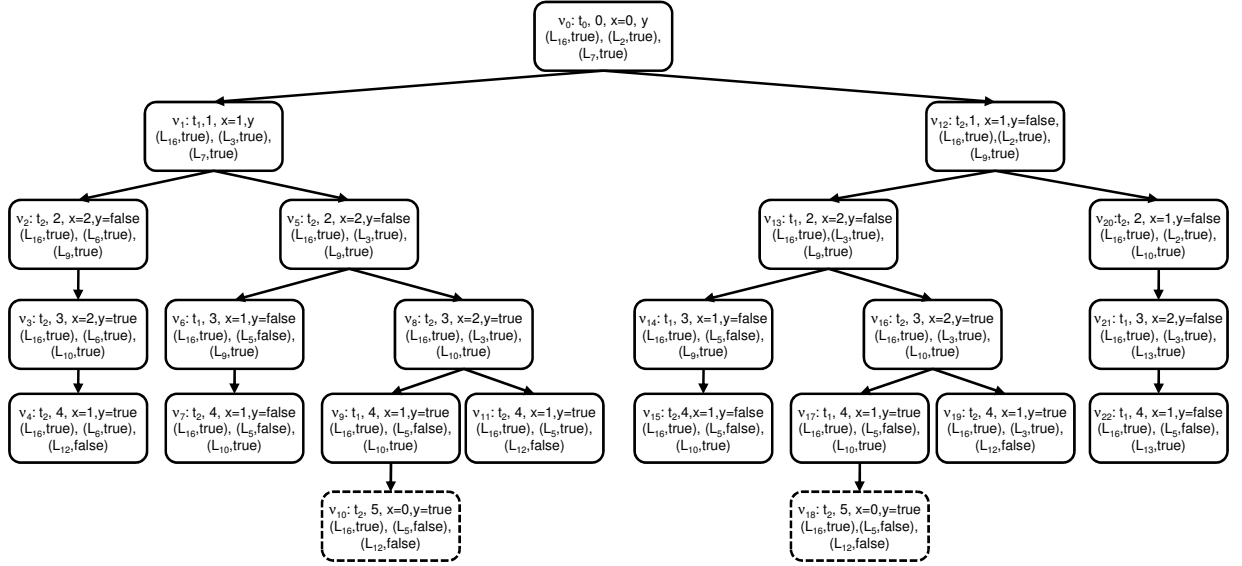 ν₀: t₀, 0, x=0, y
(L₁₆,true), (L₂,true),
(L₇,true)
ν₁: t₁,1, x=1,y
(L₁₆,true), (L₃,true),
(L₇,true)
ν₁₂: t₂,1, x=1,y=false,
(L₁₆,true),(L₂,true),
(L₉,true)
ν₂: t₂, 2, x=2,y=false
(L₁₆,true), (L₆,true),
(L₉,true)
ν₅: t₂, 2, x=2,y=false
(L₁₆,true), (L₃,true),
(L₉,true)
ν₁₃: t₁, 2, x=2,y=false
(L₁₆,true),(L₃,true),
(L₉,true)
ν₂₀:t₂, 2, x=1,y=false
(L₁₆,true), (L₂,true),
(L₁₀,true)
ν₃: t₂, 3, x=2,y=true
(L₁₆,true), (L₆,true),
(L₁₀,true)
ν₆: t₁, 3, x=1,y=false
(L₁₆,true), (L₅,false),
(L₉,true)
ν₈: t₂, 3, x=2,y=true
(L₁₆,true), (L₃,true),
(L₁₀,true)
ν₁₄: t₁, 3, x=1,y=false
(L₁₆,true), (L₅,false),
(L₉,true)
ν₁₆: t₂, 3, x=2,y=true
(L₁₆,true), (L₃,true),
(L₁₀,true)
ν₂₁: t₁, 3, x=2,y=false
(L₁₆,true), (L₃,true),
(L₁₃,true)
ν₄: t₂, 4, x=1,y=true
(L₁₆,true), (L₆,true),
(L₁₂,false)
ν₇: t₂, 4, x=1,y=false
(L₁₆,true), (L₅,false),
(L₁₀,true)
ν₉: t₁, 4, x=1,y=true
(L₁₆,true), (L₅,false),
(L₁₀,true)
ν₁₁: t₂, 4, x=1,y=true
(L₁₆,true), (L₅,true),
(L₁₂,false)
ν₁₅: t₂,4,x=1,y=false
(L₁₆,true), (L₅,false),
(L₁₀,true)
ν₁₇: t₁, 4, x=1,y=true
(L₁₆,true), (L₅,false),
(L₁₀,true)
ν₁₉: t₂, 4, x=1,y=true
(L₁₆,true), (L₃,true),
(L₁₂,false)
ν₂₂: t₁, 4, x=1,y=false
(L₁₆,true), (L₅,false),
(L₁₃,true)
ν₁₀: t₂, 5, x=0,y=true
(L₁₆,true), (L₅,false),
(L₁₂,false)
ν₁₈: t₂, 5, x=0,y=true
(L₁₆,true),(L₅,false),
(L₁₂,false)